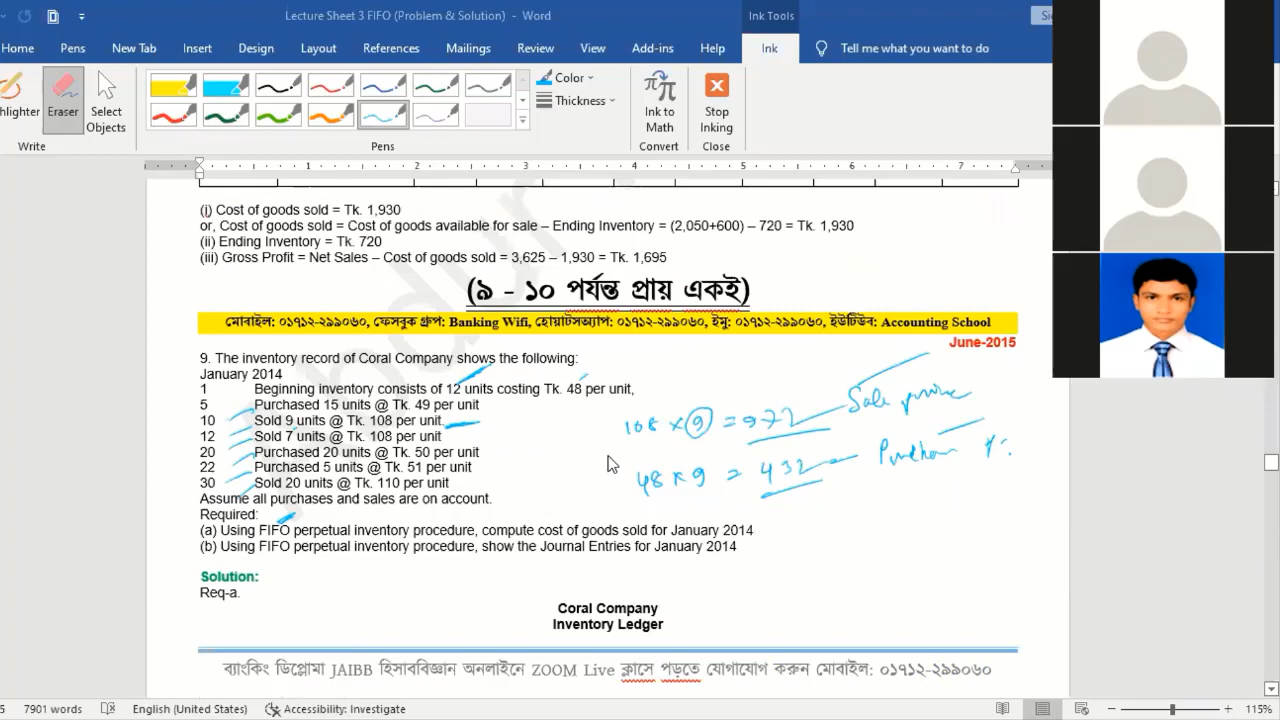 Lecture Sheet 3 FIFO (Problem & Solution) - Word
Ink Tools
Home Pens New Tab Insert Design Layout References Mailings Review View Add-ins Help Ink Tell me what you want to do
Eraser
Select Objects
Color
Thickness
Ink to Math
Stop Inking
Write Pens Convert Close
1 2 3 4 5 6 7
(i) Cost of goods sold = Tk. 1,930
or, Cost of goods sold = Cost of goods available for sale – Ending Inventory = (2,050+600) – 720 = Tk. 1,930
(ii) Ending Inventory = Tk. 720
(iii) Gross Profit = Net Sales – Cost of goods sold = 3,625 – 1,930 = Tk. 1,695
(৯ - ১০ পর্যন্ত প্রায় একই)
মোবাইল: ০১৭১২-২৯৯০৬০, ফেসবুক গ্রুপ: Banking Wifi, হোয়াটসঅ্যাপ: ০১৭১২-২৯৯০৬০, ইমু: ০১৭১২-২৯৯০৬০, ইউটিউব: Accounting School
June-2015
9. The inventory record of Coral Company shows the following:
January 2014
1 Beginning inventory consists of 12 units costing Tk. 48 per unit,
5 Purchased 15 units @ Tk. 49 per unit
10 Sold 9 units @ Tk. 108 per unit.
12 Sold 7 units @ Tk. 108 per unit
20 Purchased 20 units @ Tk. 50 per unit
22 Purchased 5 units @ Tk. 51 per unit
30 Sold 20 units @ Tk. 110 per unit
Assume all purchases and sales are on account.
108 × 9 = 972 Sale price
48 × 9 = 432
Required:
(a) Using FIFO perpetual inventory procedure, compute cost of goods sold for January 2014
(b) Using FIFO perpetual inventory procedure, show the Journal Entries for January 2014
Solution:
Req-a.
Coral Company
Inventory Ledger
ব্যাংকিং ডিপ্লোমা JAIBB হিসাববিজ্ঞান অনলাইনে ZOOM Live ক্লাসে পড়তে যোগাযোগ করুন মোবাইল: ০১৭১২-২৯৯০৬০
7901 words English (United States) Accessibility: Investigate 115%